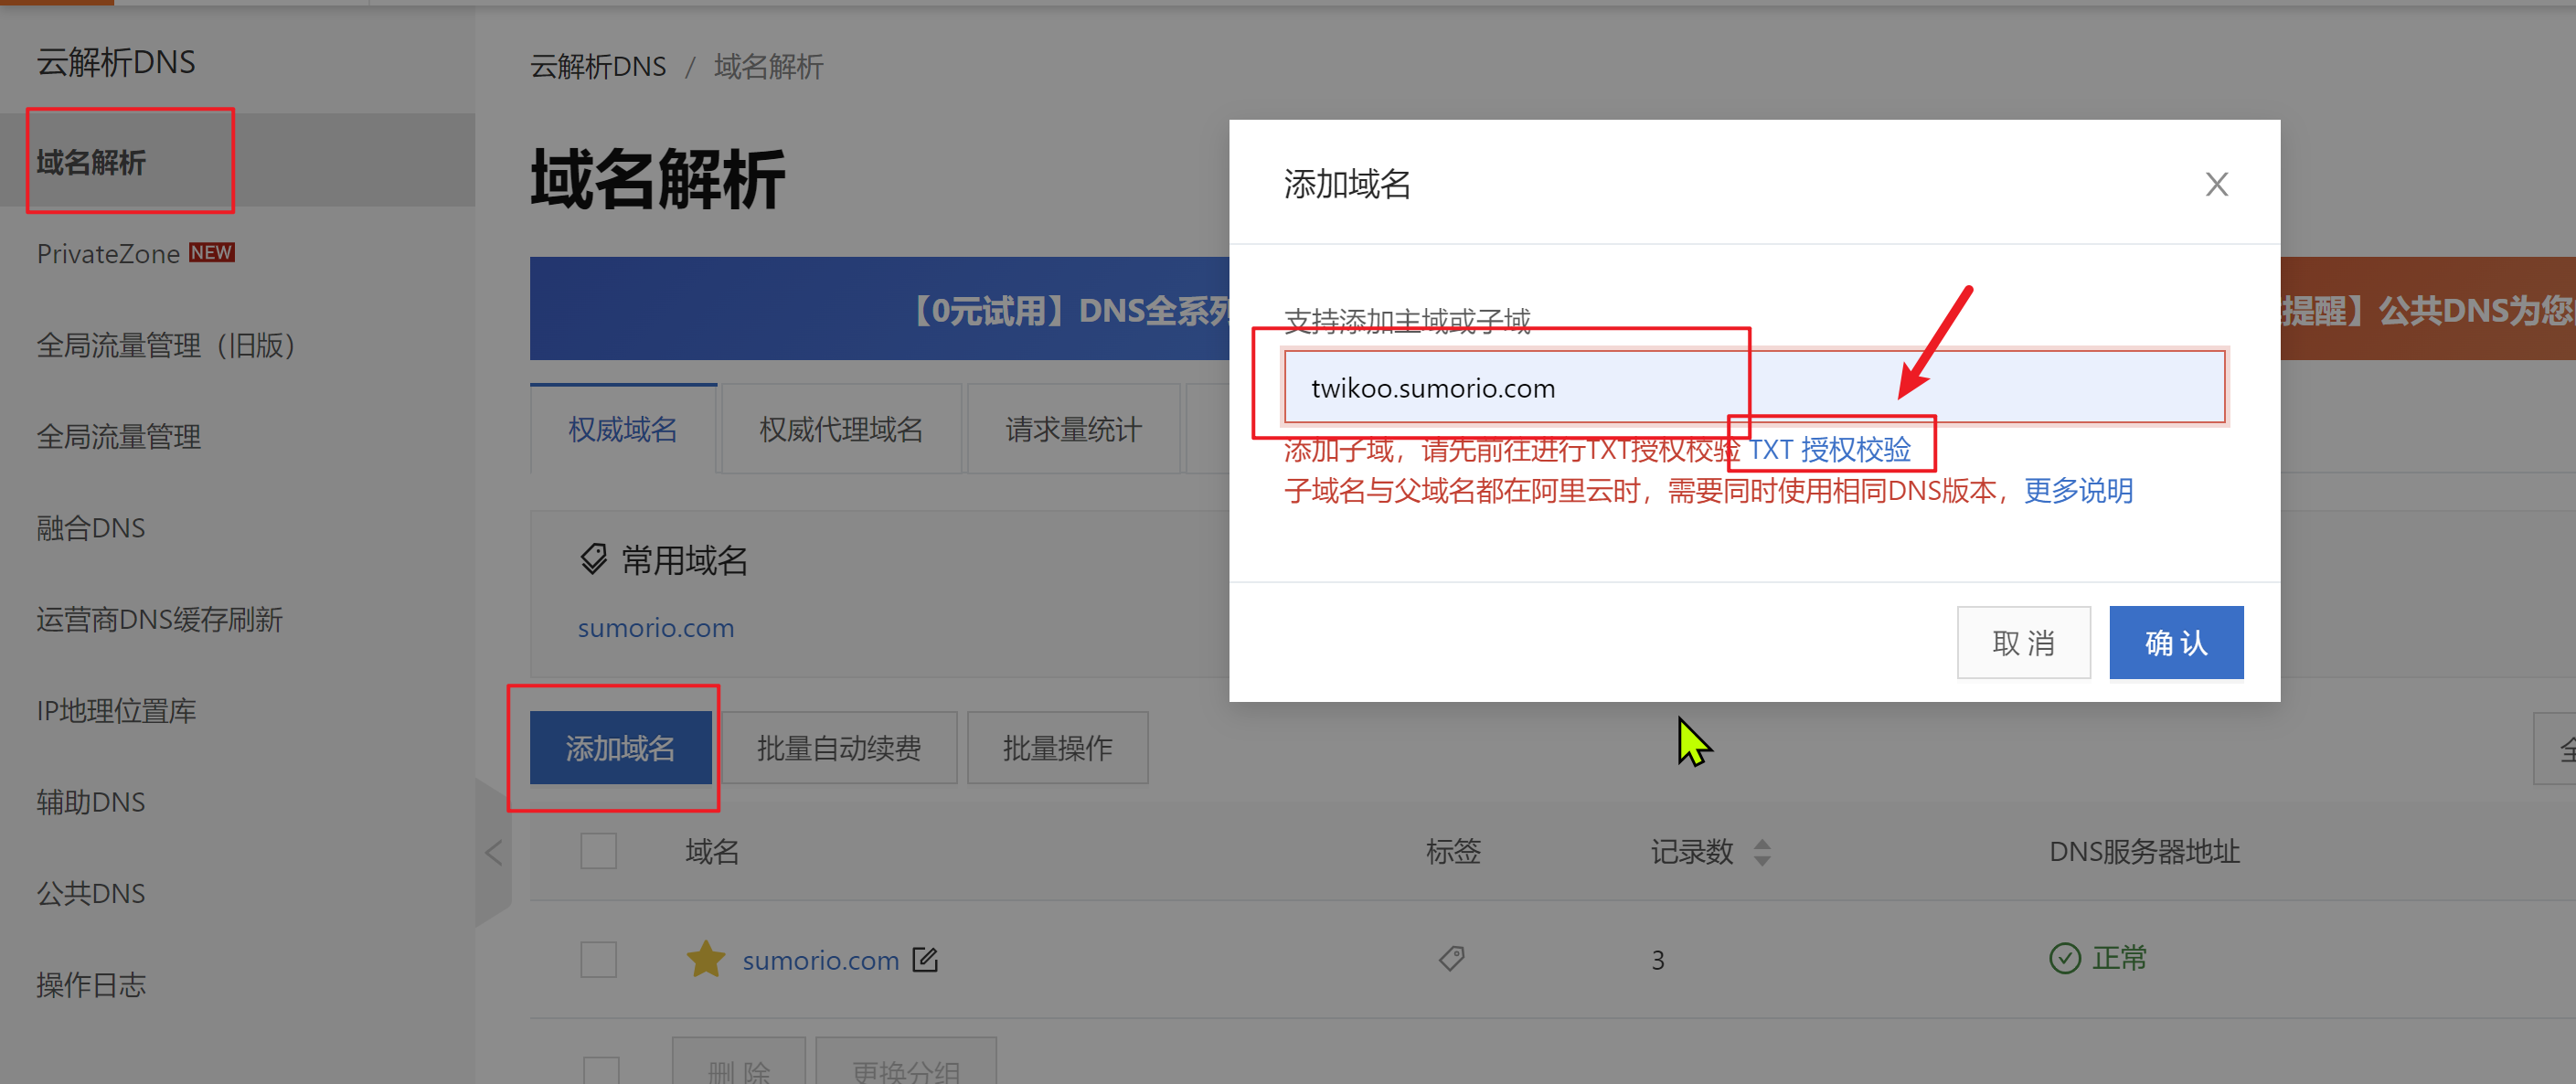 云解析DNS
域名解析
PrivateZone NEW
全局流量管理（旧版）
全局流量管理
融合DNS
运营商DNS缓存刷新
IP地理位置库
辅助DNS
公共DNS
操作日志
云解析DNS / 域名解析
域名解析
【0元试用】DNS全系列
提醒】公共DNS为您
权威域名 权威代理域名 请求量统计
常用域名
sumorio.com
添加域名 批量自动续费 批量操作
域名 标签 记录数 DNS服务器地址
sumorio.com 3 正常
删 除 更换分组
添加域名
支持添加主域或子域
twikoo.sumorio.com
添加子域，请先前往进行TXT授权校验 TXT 授权校验
子域名与父域名都在阿里云时，需要同时使用相同DNS版本，更多说明
取 消 确 认